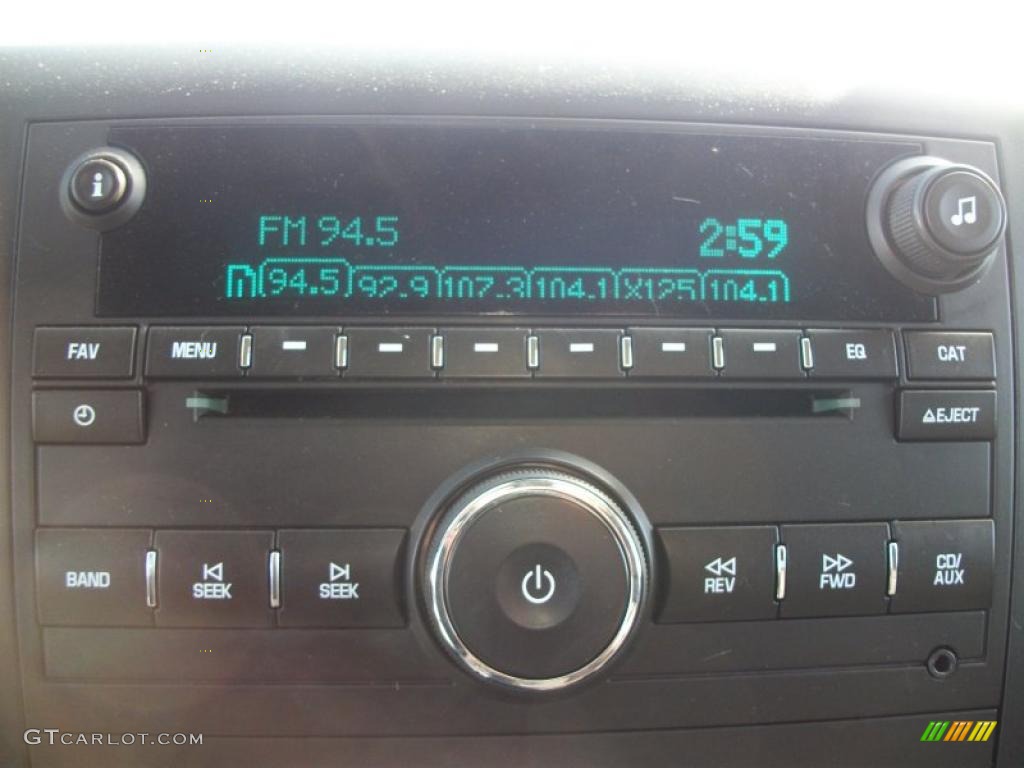 i
FM 94.5 2:59
94.5 92.9 107.3 104.1 X125 104.1
FAV MENU EQ CAT
EJECT
BAND SEEK SEEK REV FWD CD/AUX
GTCARLOT.COM